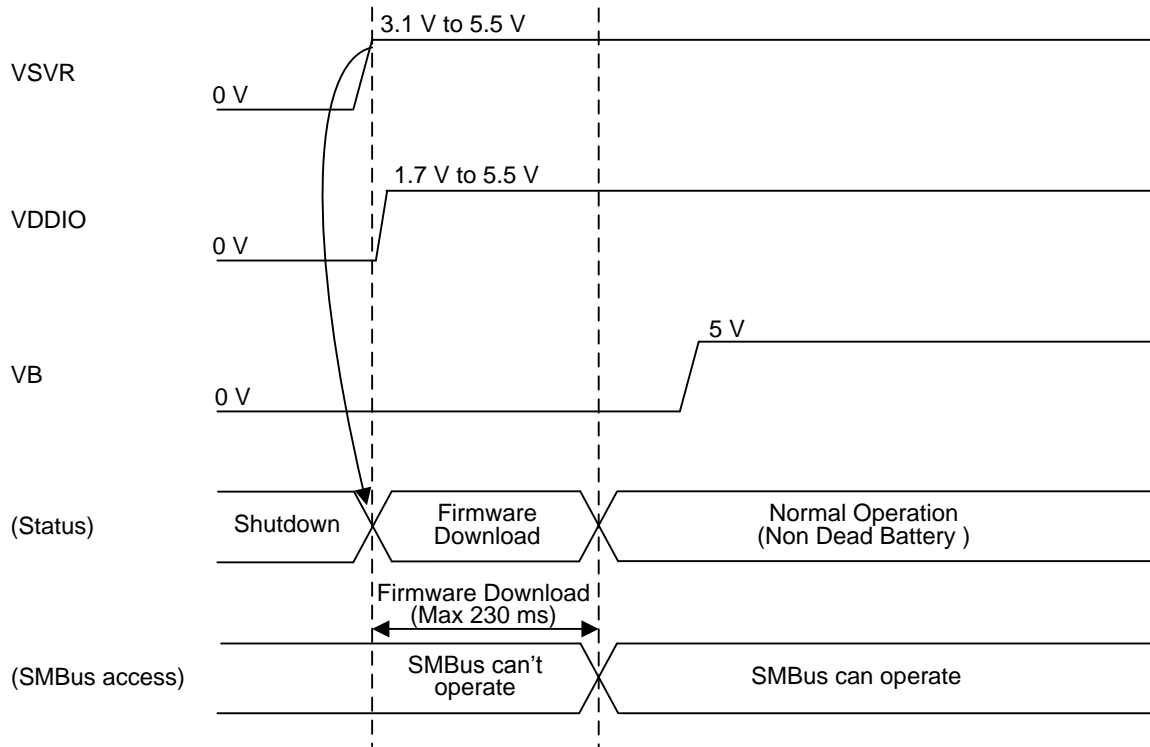 3.1 V to 5.5 V
VSVR
0 V
1.7 V to 5.5 V
VDDIO
0 V
5 V
VB
0 V
(Status)
Shutdown
Firmware
Download
Normal Operation
(Non Dead Battery )
Firmware Download
(Max 230 ms)
(SMBus access)
SMBus can't
operate
SMBus can operate